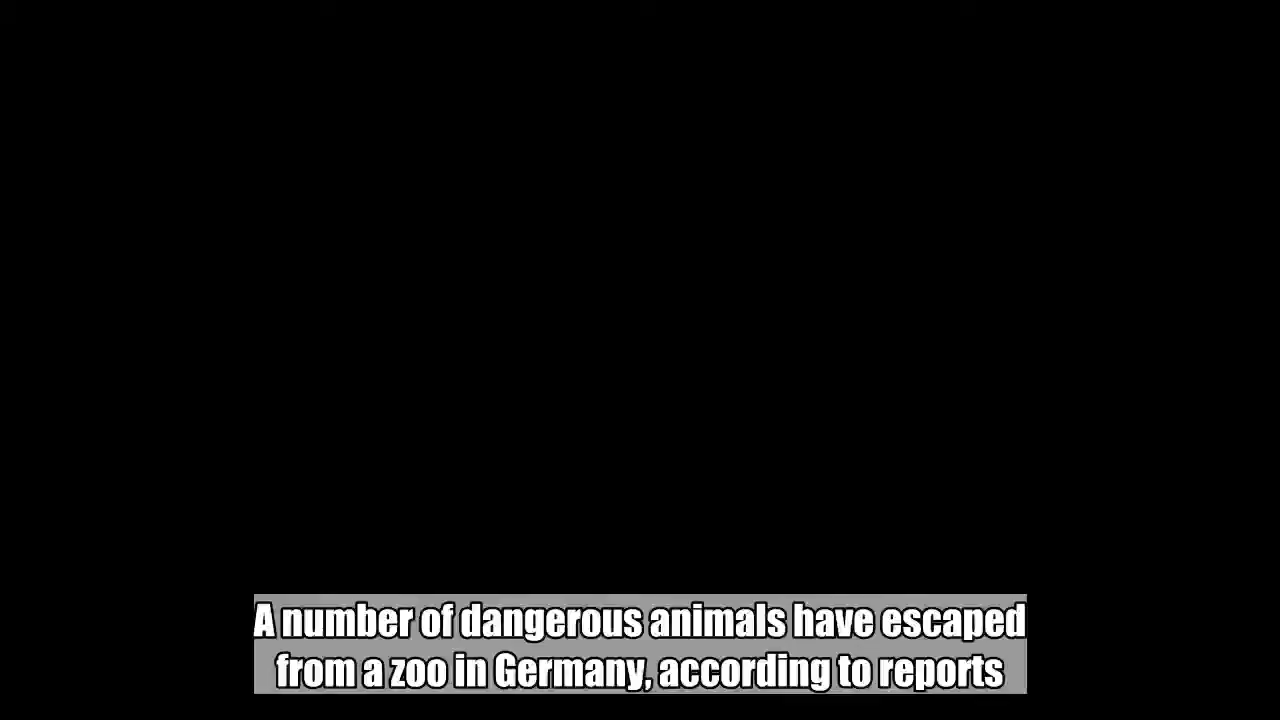 A number of dangerous animals have escaped
from a zoo in Germany, according to reports